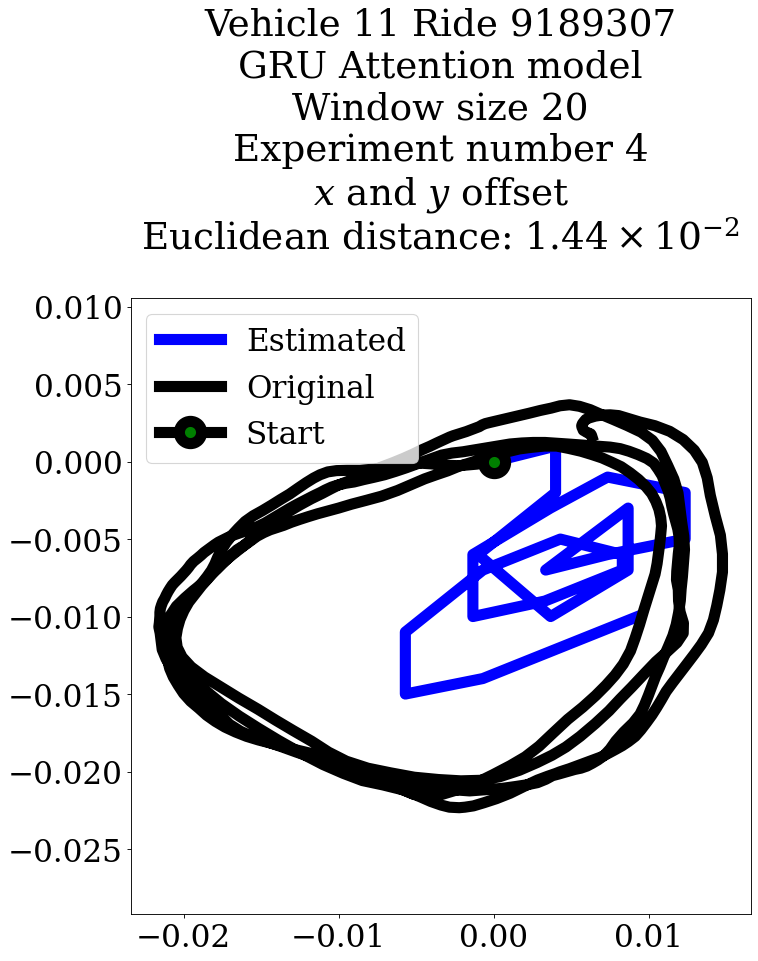 Vehicle 11 Ride 9189307
GRU Attention model
Window size 20
Experiment number 4
x and y offset
Euclidean distance: 1.44 × 10⁻²
Estimated
Original
Start
0.010
0.005
0.000
−0.005
−0.010
−0.015
−0.020
−0.025
−0.02 −0.01 0.00 0.01